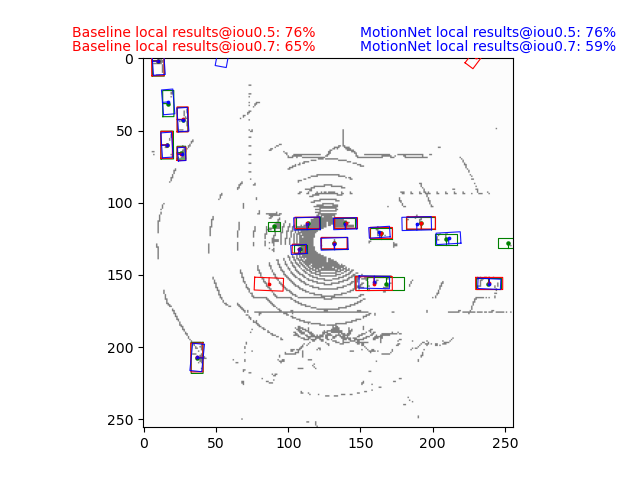 Baseline local results@iou0.5: 76% MotionNet local results@iou0.5: 76%
Baseline local results@iou0.7: 65% MotionNet local results@iou0.7: 59%
0
50
100
150
200
250
0 50 100 150 200 250